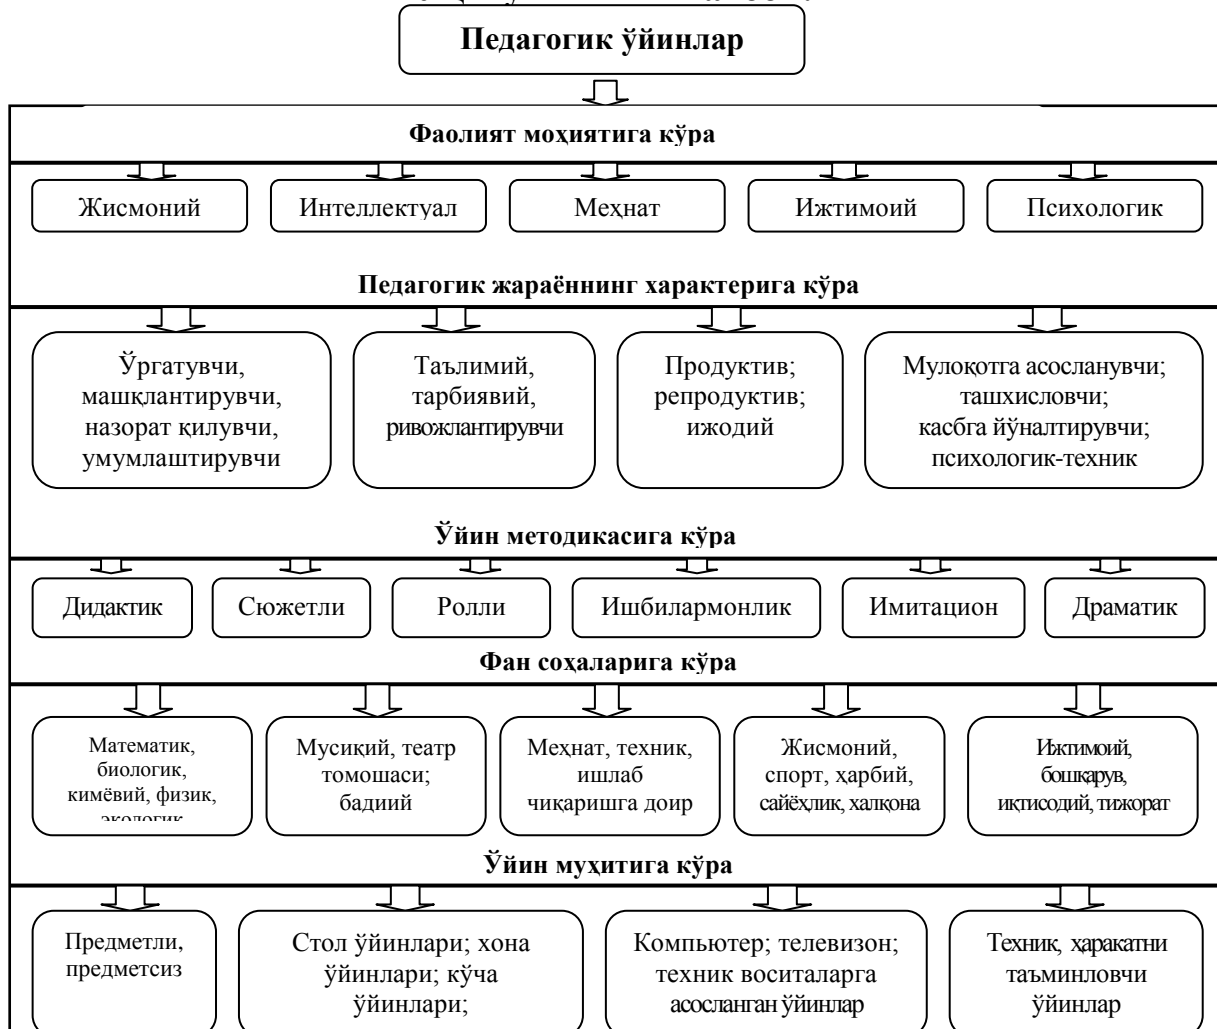 Педагогик ўйинлар
Фаолият моҳиятига кўра
Жисмоний
Интеллектуал
Меҳнат
Ижтимоий
Психологик
Педагогик жараённинг характерига кўра
Ўргатувчи,
машқлантирувчи,
назорат қилувчи,
умумлаштирувчи
Таълимий,
тарбиявий,
ривожлантирувчи
Продуктив;
репродуктив;
ижодий
Мулоқотга асосланувчи;
ташхисловчи;
касбга йўналтирувчи;
психологик-техник
Ўйин методикасига кўра
Дидактик
Сюжетли
Ролли
Ишбилармонлик
Имитацион
Драматик
Фан соҳаларига кўра
Математик,
биологик,
кимёвий, физик,
экологик
Мусиқий, театр
томошаси;
бадиий
Меҳнат, техник,
ишлаб
чиқаришга доир
Жисмоний,
спорт, ҳарбий,
сайёҳлик, халқона
Ижтимоий,
бошқарув,
иқтисодий, тижорат
Ўйин муҳитига кўра
Предметли,
предметсиз
Стол ўйинлари; хона
ўйинлари; кўча
ўйинлари;
Компьютер; телевизон;
техник воситаларга
асосланган ўйинлар
Техник, ҳаракатни
таъминловчи
ўйинлар